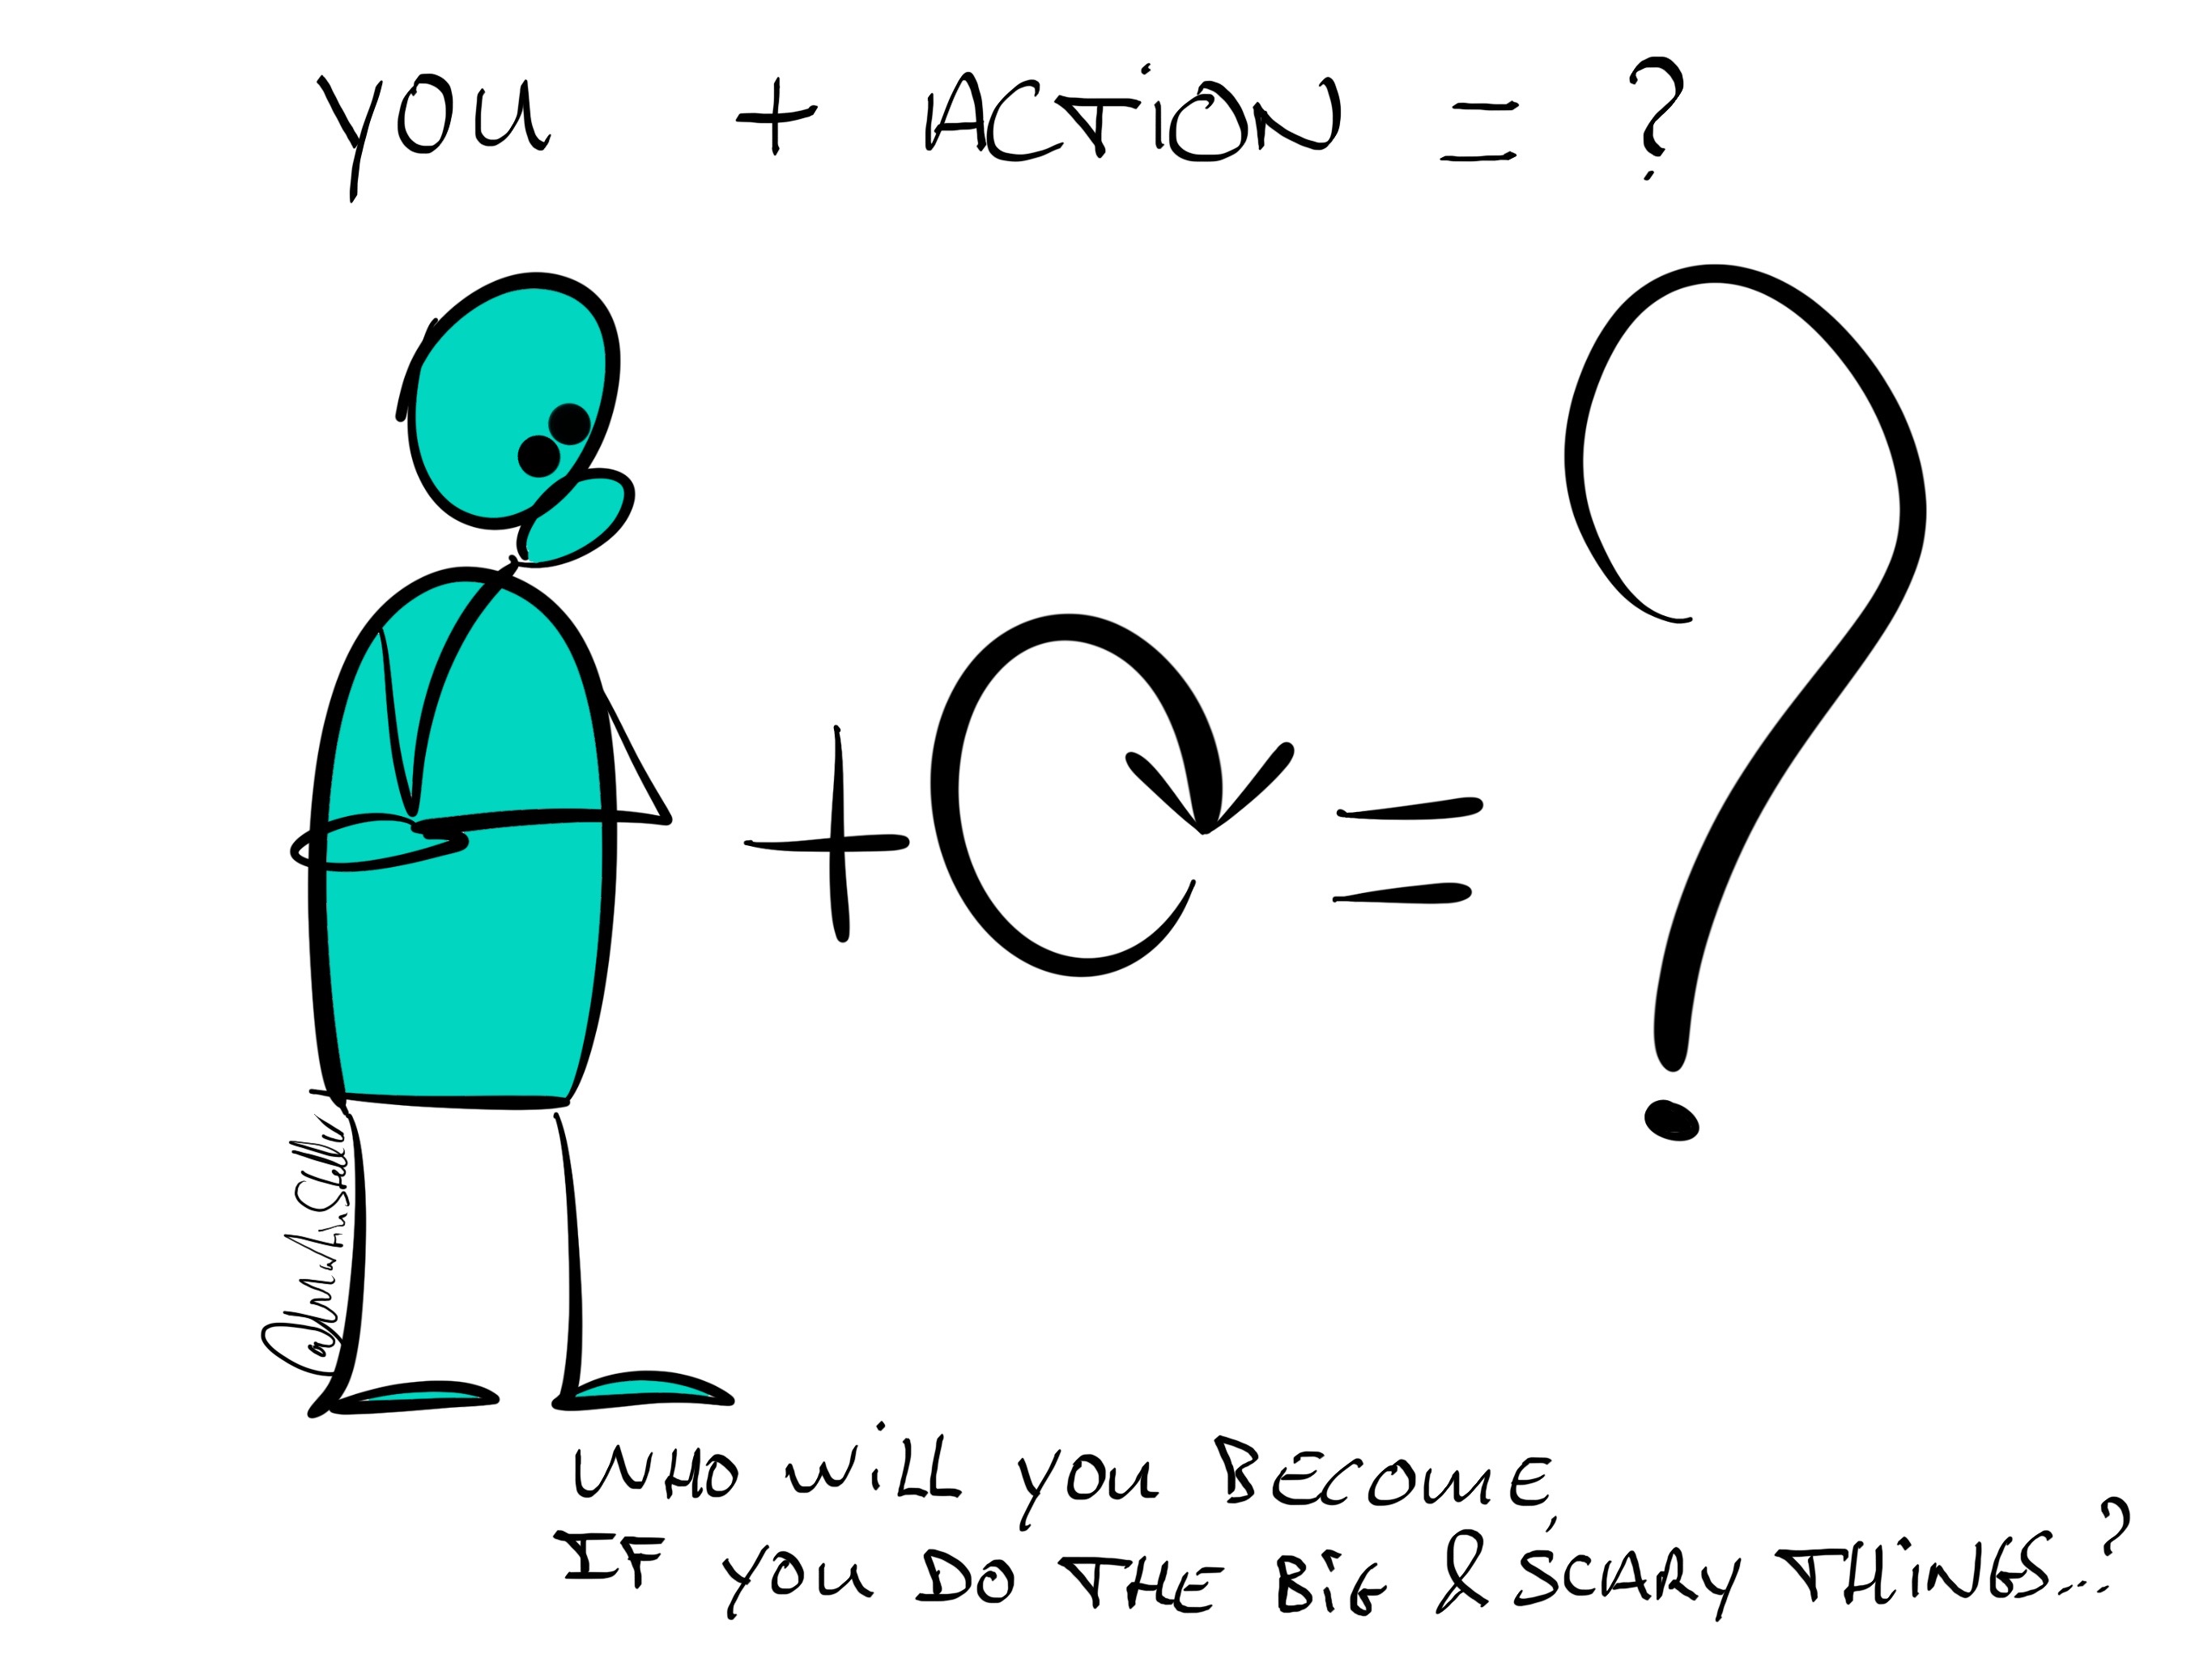 YOU + ACTION = ?
+ =
?
WHO WILL YOU BECOME,
IF YOU DO THE BIG & SCARY THINGS...?